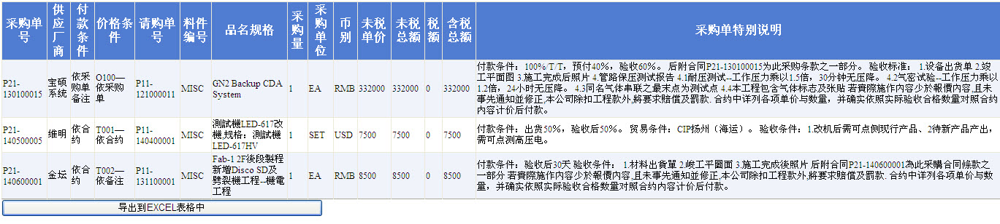 采购单号 供应厂商 付款条件 价格条件 请购单号 料件编号 品名规格 采购量 采购单位 币别 未税单价 未税总额 税额 含税总额 采购单特别说明
P21-130100015 宝硕系统 依采购单备注 O100—依采购单 P11-121000011 MISC GN2 Backup CDA System 1 EA RMB 332000 332000 0 332000
付款条件：100%/T/T，预付40%，验收60%。 后附合同P21-130100015为此采购条款之一部分。 验收标准： 1.设备出货单 2.竣
工平面图 3.施工完成后照片 4.管路保压测试报告 4.1耐压测试--工作压力乘以1.5倍，30分钟无压降。 4.2气密试验--工作压力乘以
1.2倍，24小时无压降。 4.3同名气体串联之最末点为测试点 4.4本工程包含气体标志及张贴 若實際施作内容少於報價内容,且未
事先通知並修正,本公司除扣工程款外,將要求賠償及罰款. 合约中详列各项单价与数量，并确实依照实际验收合格数量对照合约
内容计价后付款。
P21-140500005 维明 依合约 T001—依合约 P11-140400001 MISC 測試機LED-617改機,规格：測試機LED-617HV 1 SET USD 7500 7500 0 7500
付款条件：出货50%，验收后50%。 贸易条件：CIP扬州（海运）。 验收条件：1.改机后需可点侧现行产品、2待新产品产出，
需可点测高压电。
P21-140600001 金坛 依合约 T002—依备注 P11-131100001 MISC Fab-1 2F後段製程新增Disco SD及劈裂機工程--機電工程 1 EA RMB 8500 8500 0 8500
付款条件：验收后30天 验收条件： 1.材料出貨單 2.竣工平圖面 3.施工完成後照片 后附合同P21-140600001為此采購合同條款之
一部分 若實際施作内容少於報價内容,且未事先通知並修正,本公司除扣工程款外,將要求賠償及罰款. 合约中详列各项单价与数
量，并确实依照实际验收合格数量对照合约内容计价后付款。
导出到EXCEL表格中